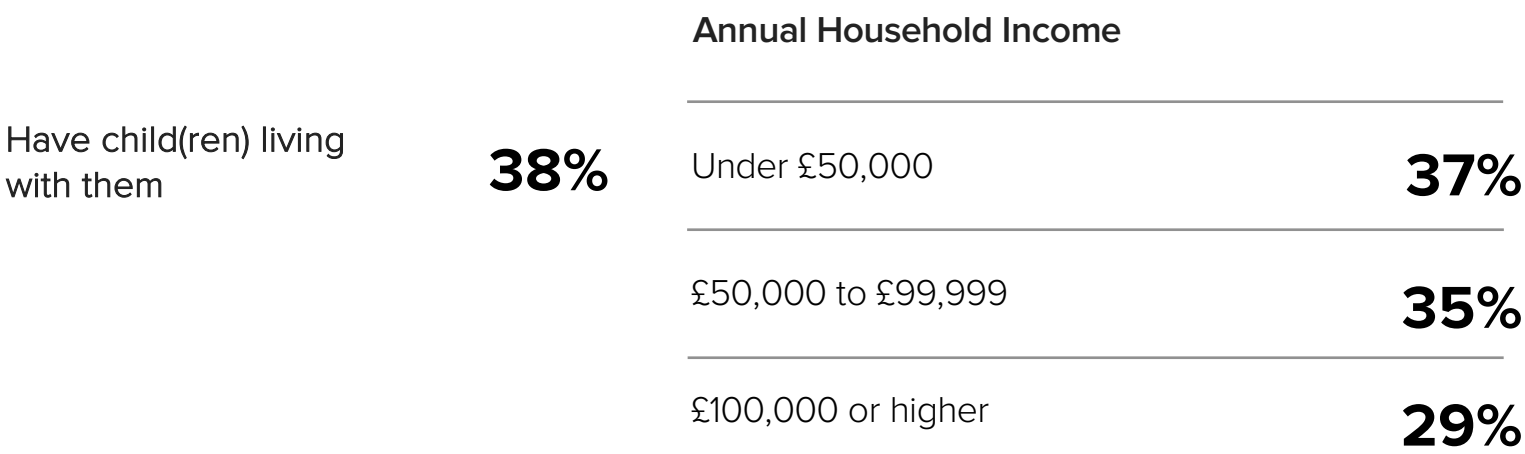 Annual Household Income
Have child(ren) living
with them
38%
Under £50,000
37%
£50,000 to £99,999
35%
£100,000 or higher
29%